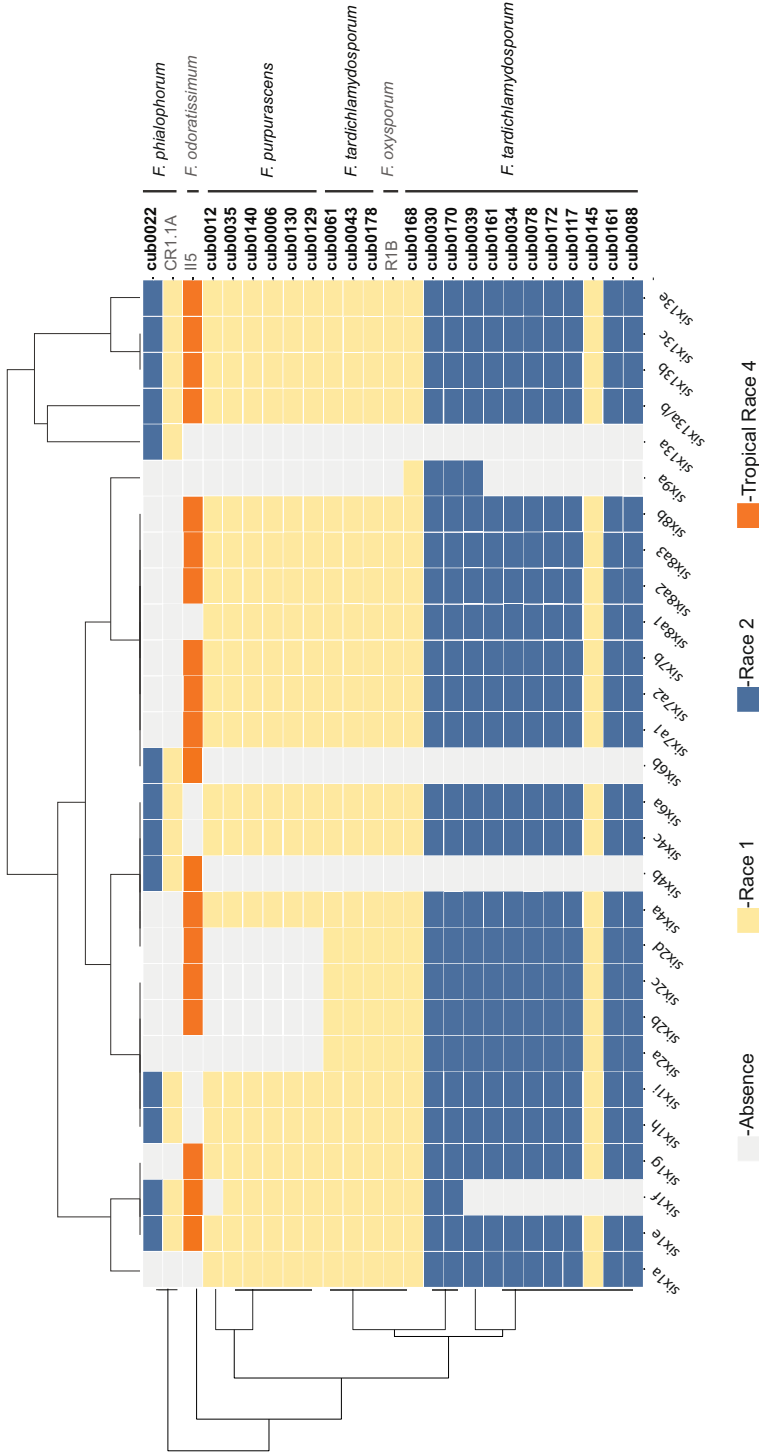 F. phialophorum
F. odoratissimum
F. purpurascens
F. tardichlamydosporum
F. oxysporum
F. tardichlamydosporum
cub0022
CR1.1A
II5
cub0012
cub0035
cub0140
cub0006
cub0130
cub0129
cub0061
cub0043
cub0178
R1B
cub0168
cub0030
cub0170
cub0039
cub0161
cub0034
cub0078
cub0172
cub0117
cub0145
cub0161
cub0088
six1a
six1e
six1f
six1g
six1h
six1i
six2a
six2b
six2c
six2d
six4a
six4b
six4c
six6a
six6b
six7a1
six7a2
six7b
six8a1
six8a2
six8a3
six8b
six9a
six13a
six13a/b
six13b
six13c
six13e
-Absence
-Race 1
-Race 2
-Tropical Race 4